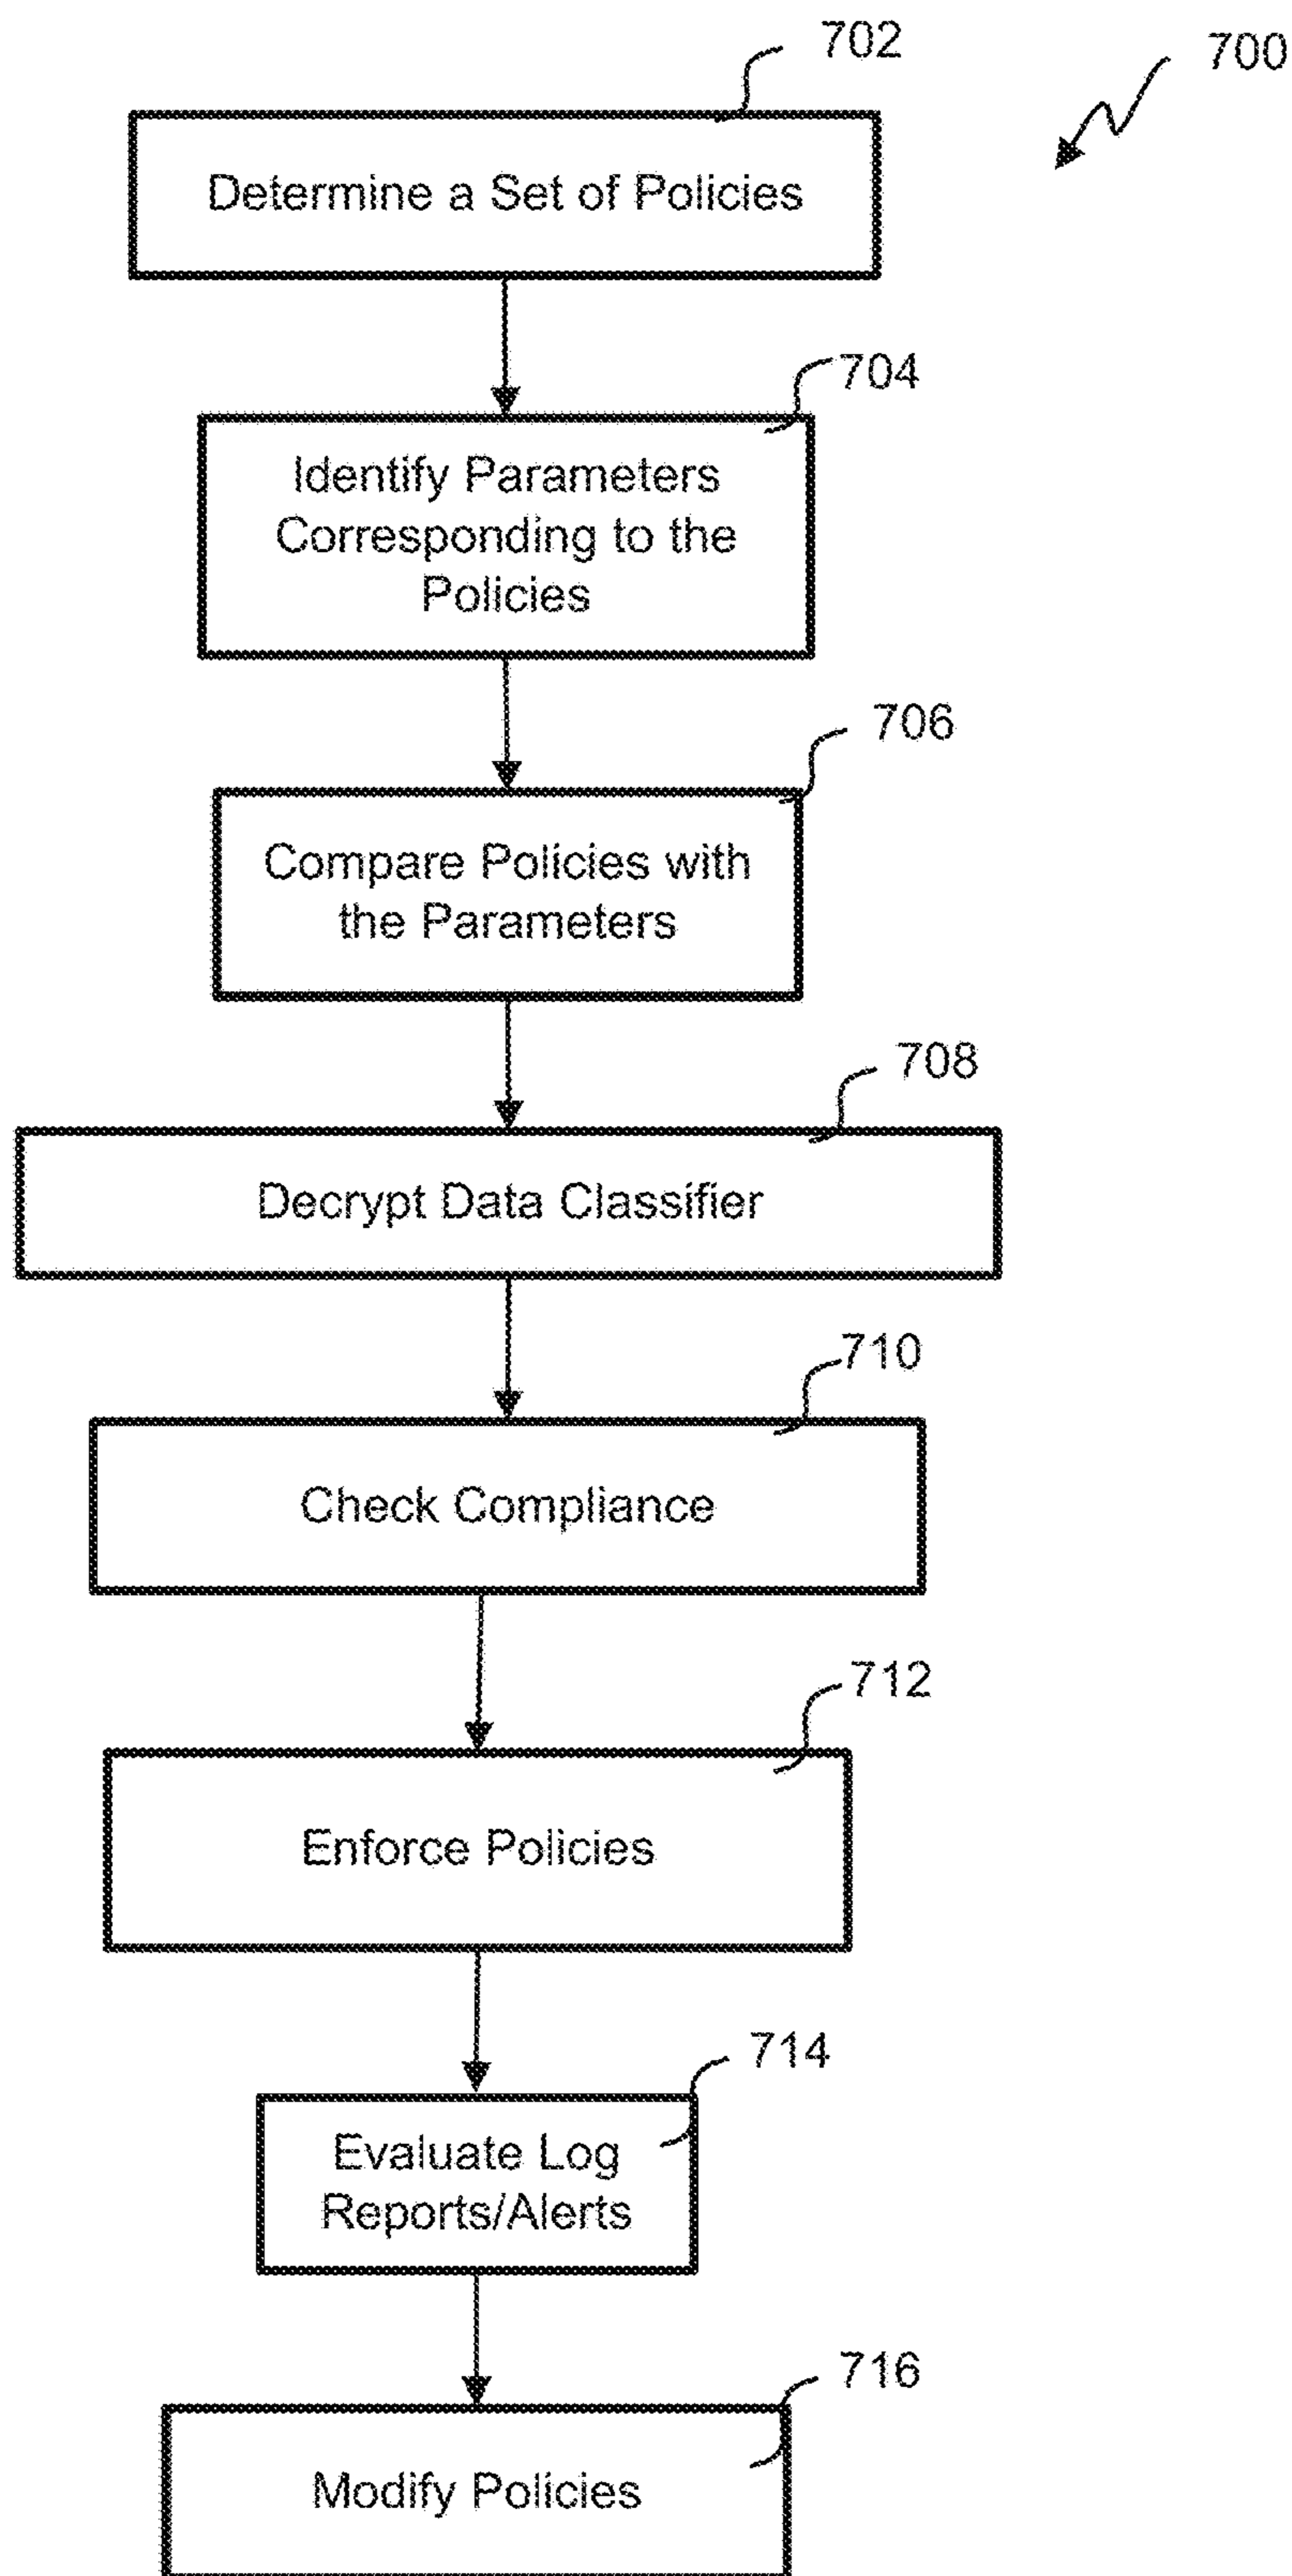 702
700
Determine a Set of Policies
704
Identify Parameters
Corresponding to the
Policies
706
Compare Policies with
the Parameters
708
Decrypt Data Classifier
710
Check Compliance
712
Enforce Policies
714
Evaluate Log
Reports/Alerts
716
Modify Policies